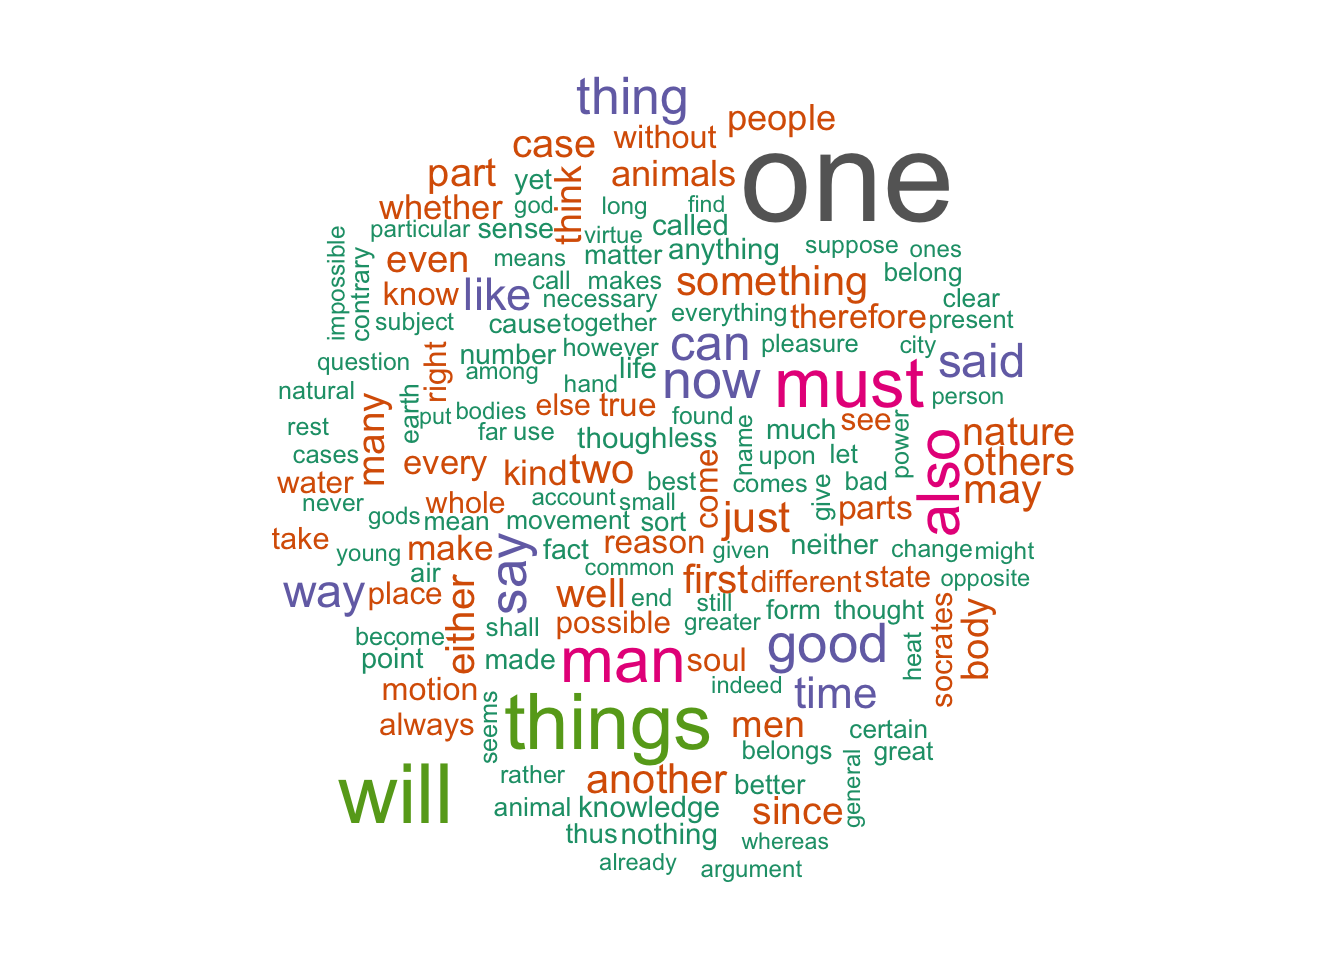 thing
people
without
case
one
part
animals
yet
think
whether
god
long
find
particular
sense
virtue
called
impossible
contrary
even
means
matter
anything
suppose
ones
know
like
call
makes
something
belong
necessary
clear
subject
cause
together
everything
therefore
present
question
right
number
however
can
pleasure
city
said
among
life
natural
many
hand
now
must
person
earth
put
bodies
else
true
found
name
see
power
also
nature
rest
far
use
though
less
much
cases
every
kind
two
come
upon
let
others
water
best
comes
give
bad
may
never
whole
account
small
gods
mean
movement
sort
just
parts
take
young
make
say
fact
reason
given
neither
change
might
air
common
way
place
either
well
end
first
different
state
opposite
still
form
thought
socrates
body
become
shall
possible
greater
good
heat
point
made
man
soul
motion
indeed
time
always
seems
things
men
certain
belongs
great
will
rather
another
better
general
animal
knowledge
since
thus
nothing
whereas
already
argument